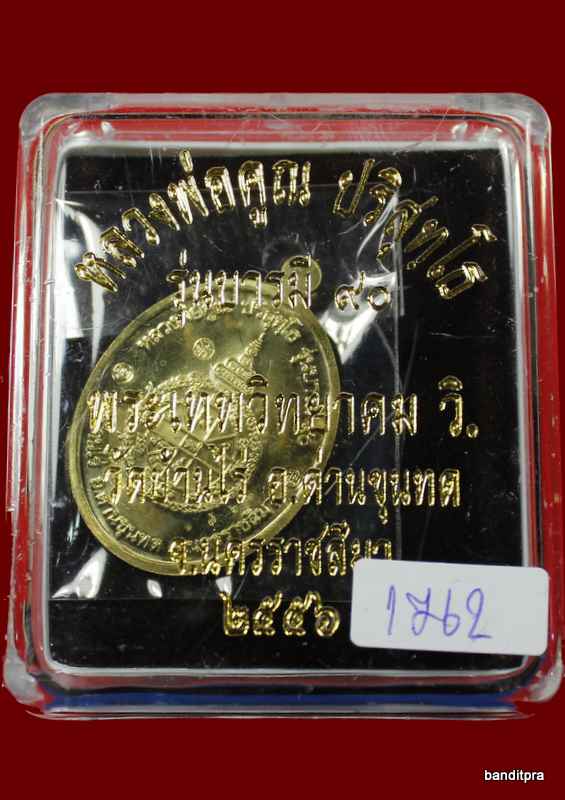 หลวงพ่อคูณ ปริสุทฺโธ
รุ่นบารมี ๙๐
พระเทพวิทยาคม วิ.
วัดบ้านไร่ อ.ด่านขุนทด
จ.นครราชสีมา
๒๕๕๖
1762
banditpra